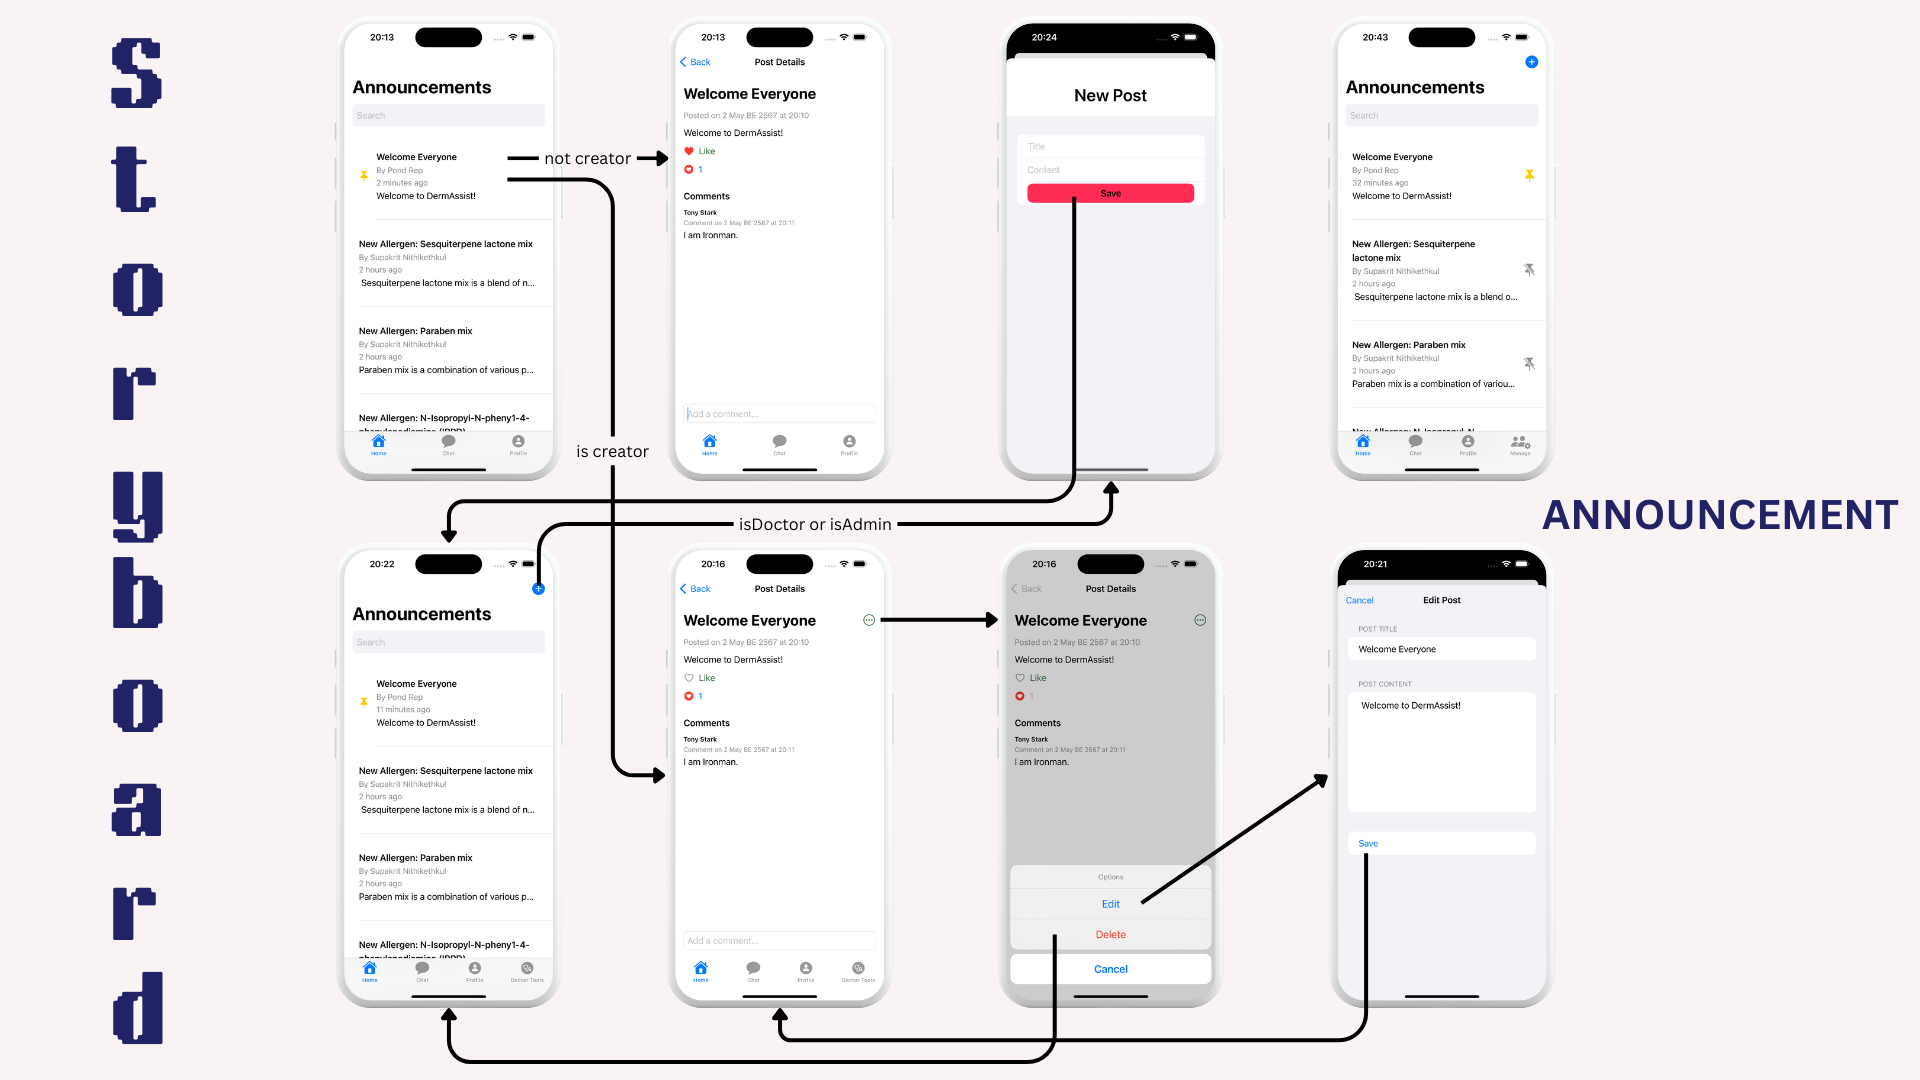 Storyboard
20:13
Announcements
Search
Welcome Everyone
By Pond Rep
2 minutes ago
Welcome to DermAssist!
New Allergen: Sesquiterpene lactone mix
By Supakrit Nithikethkul
2 hours ago
Sesquiterpene lactone mix is a blend of n...
New Allergen: Paraben mix
By Supakrit Nithikethkul
2 hours ago
Paraben mix is a combination of various p...
New Allergen: N-Isopropyl-N-pheny1-4-
Home Chat Profile
not creator
is creator
20:13
Back Post Details
Welcome Everyone
Posted on 2 May BE 2567 at 20:10
Welcome to DermAssist!
Like
1
Comments
Tony Stark
Comment on 2 May BE 2567 at 20:11
I am Ironman.
Add a comment...
Home Chat Profile
20:24
New Post
Title
Content
Save
20:43
Announcements
Search
Welcome Everyone
By Pond Rep
32 minutes ago
Welcome to DermAssist!
New Allergen: Sesquiterpene
lactone mix
By Supakrit Nithikethkul
2 hours ago
Sesquiterpene lactone mix is a blend o...
New Allergen: Paraben mix
By Supakrit Nithikethkul
2 hours ago
Paraben mix is a combination of variou...
Home Chat Profile Manage
ANNOUNCEMENT
isDoctor or isAdmin
20:22
Announcements
Search
Welcome Everyone
By Pond Rep
11 minutes ago
Welcome to DermAssist!
New Allergen: Sesquiterpene lactone mix
By Supakrit Nithikethkul
2 hours ago
Sesquiterpene lactone mix is a blend of n...
New Allergen: Paraben mix
By Supakrit Nithikethkul
2 hours ago
Paraben mix is a combination of various p...
New Allergen: N-Isopropyl-N-pheny1-4-
Home Chat Profile Doctor Tools
20:16
Back Post Details
Welcome Everyone
Posted on 2 May BE 2567 at 20:10
Welcome to DermAssist!
Like
1
Comments
Tony Stark
Comment on 2 May BE 2567 at 20:11
I am Ironman.
Add a comment...
Home Chat Profile Doctor Tools
20:16
Back Post Details
Welcome Everyone
Posted on 2 May BE 2567 at 20:10
Welcome to DermAssist!
Like
1
Comments
Tony Stark
Comment on 2 May BE 2567 at 20:11
I am Ironman.
Options
Edit
Delete
Cancel
20:21
Cancel Edit Post
POST TITLE
Welcome Everyone
POST CONTENT
Welcome to DermAssist!
Save